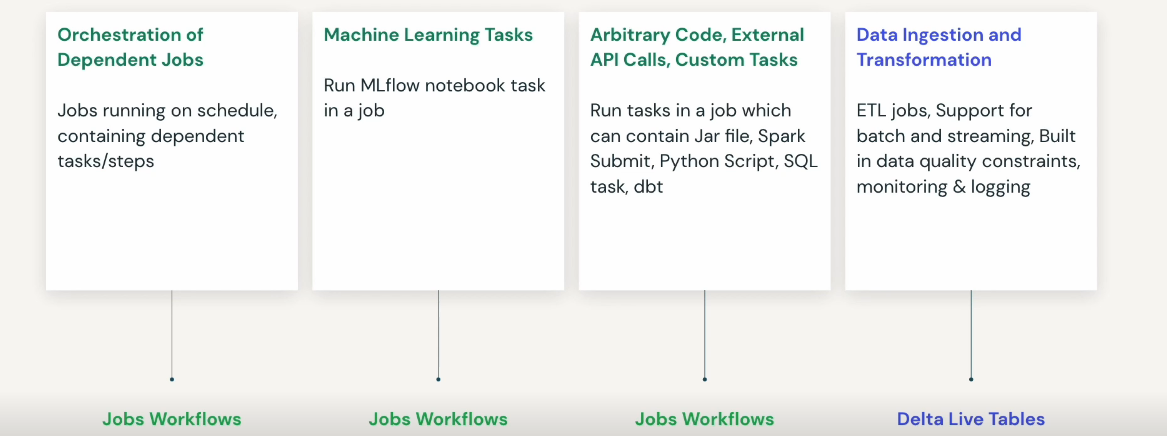 Orchestration of
Dependent Jobs
Jobs running on schedule,
containing dependent
tasks/steps
Machine Learning Tasks
Run MLflow notebook task
in a job
Arbitrary Code, External
API Calls, Custom Tasks
Run tasks in a job which
can contain Jar file, Spark
Submit, Python Script, SQL
task, dbt
Data Ingestion and
Transformation
ETL jobs, Support for
batch and streaming, Built
in data quality constraints,
monitoring & logging
Jobs Workflows
Jobs Workflows
Jobs Workflows
Delta Live Tables